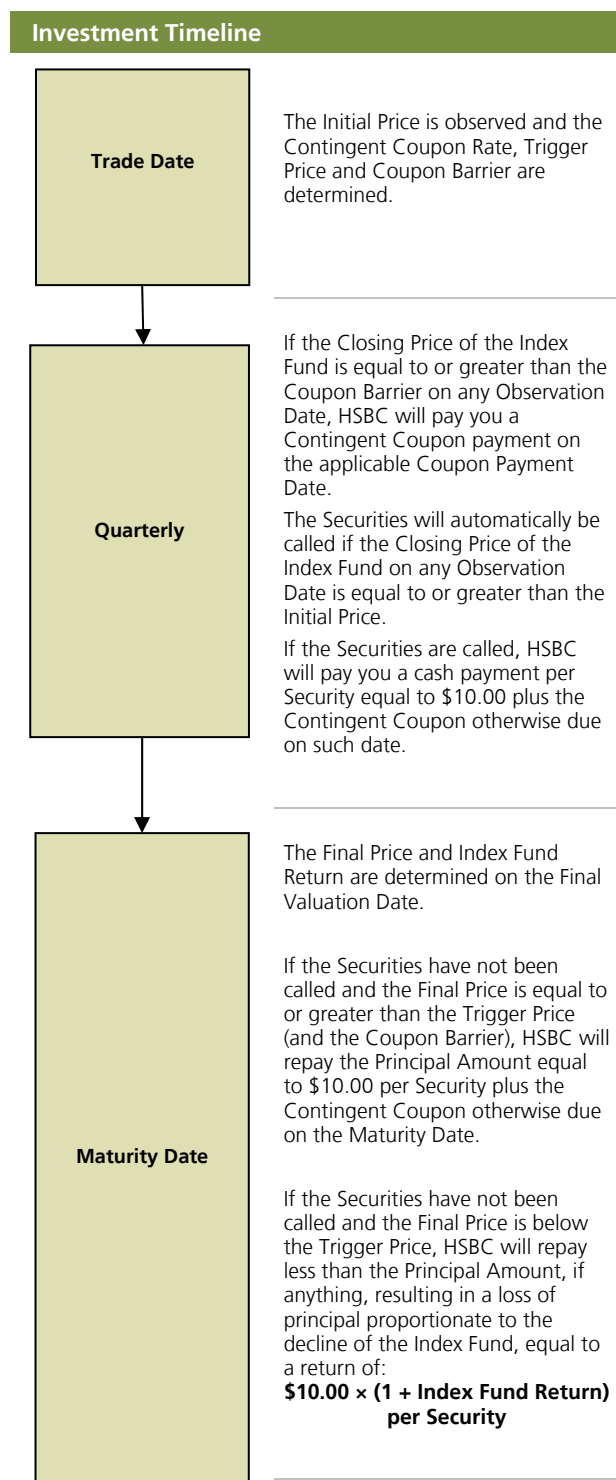 Investment Timeline
Trade Date
The Initial Price is observed and the
Contingent Coupon Rate, Trigger
Price and Coupon Barrier are
determined.
Quarterly
If the Closing Price of the Index
Fund is equal to or greater than the
Coupon Barrier on any Observation
Date, HSBC will pay you a
Contingent Coupon payment on
the applicable Coupon Payment
Date.
The Securities will automatically be
called if the Closing Price of the
Index Fund on any Observation
Date is equal to or greater than the
Initial Price.
If the Securities are called, HSBC
will pay you a cash payment per
Security equal to $10.00 plus the
Contingent Coupon otherwise due
on such date.
Maturity Date
The Final Price and Index Fund
Return are determined on the Final
Valuation Date.
If the Securities have not been
called and the Final Price is equal to
or greater than the Trigger Price
(and the Coupon Barrier), HSBC will
repay the Principal Amount equal
to $10.00 per Security plus the
Contingent Coupon otherwise due
on the Maturity Date.
If the Securities have not been
called and the Final Price is below
the Trigger Price, HSBC will repay
less than the Principal Amount, if
anything, resulting in a loss of
principal proportionate to the
decline of the Index Fund, equal to
a return of:
$10.00 × (1 + Index Fund Return)
per Security